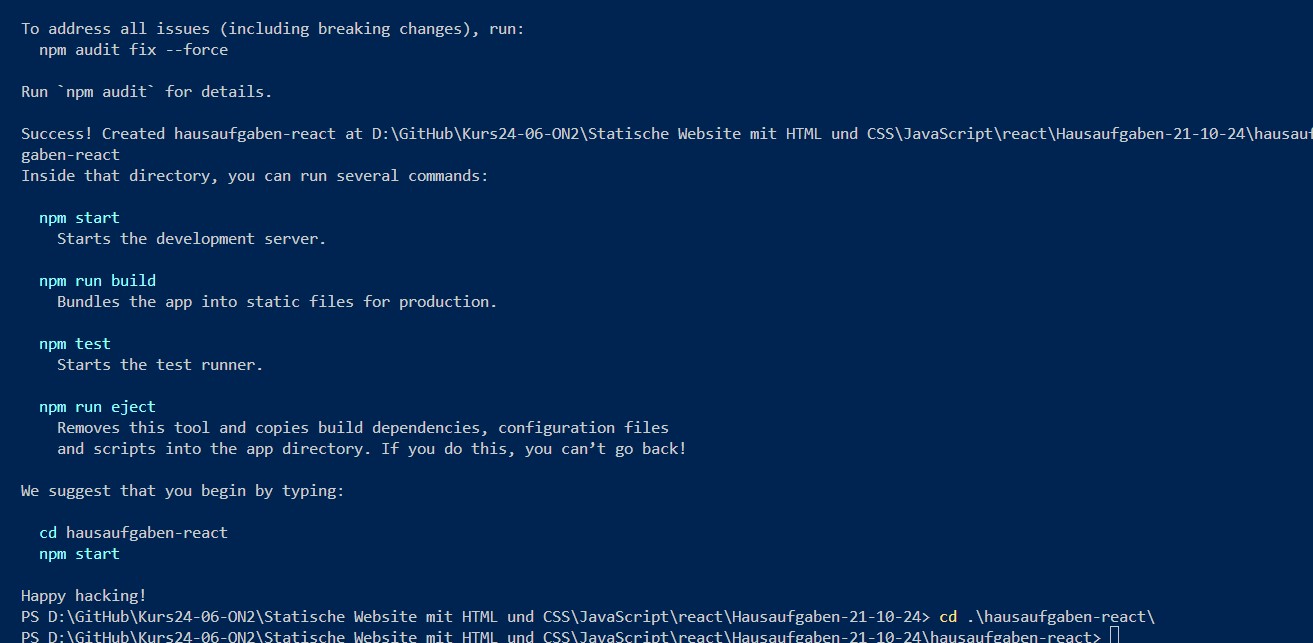 To address all issues (including breaking changes), run:
  npm audit fix --force

Run `npm audit` for details.

Success! Created hausaufgaben-react at D:\GitHub\Kurs24-06-ON2\Statische Website mit HTML und CSS\JavaScript\react\Hausaufgaben-21-10-24\hausauf
gaben-react
Inside that directory, you can run several commands:

  npm start
    Starts the development server.

  npm run build
    Bundles the app into static files for production.

  npm test
    Starts the test runner.

  npm run eject
    Removes this tool and copies build dependencies, configuration files
    and scripts into the app directory. If you do this, you can’t go back!

We suggest that you begin by typing:

  cd hausaufgaben-react
  npm start

Happy hacking!
PS D:\GitHub\Kurs24-06-ON2\Statische Website mit HTML und CSS\JavaScript\react\Hausaufgaben-21-10-24> cd .\hausaufgaben-react\
PS D:\GitHub\Kurs24-06-ON2\Statische Website mit HTML und CSS\JavaScript\react\Hausaufgaben-21-10-24\hausaufgaben-react>